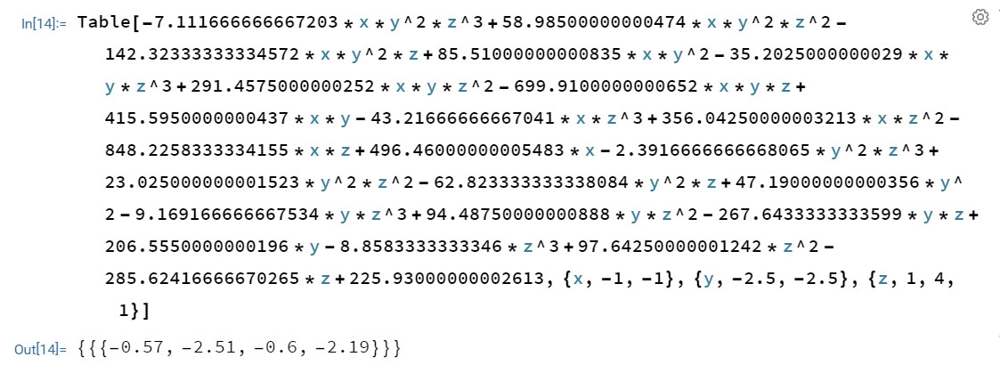 In[14]:= Table[-7.111666666667203 * x * y ^ 2 * z ^ 3 + 58.98500000000474 * x * y ^ 2 * z ^ 2 -
142.32333333334572 * x * y ^ 2 * z + 85.51000000000835 * x * y ^ 2 - 35.2025000000029 * x *
y * z ^ 3 + 291.4575000000252 * x * y * z ^ 2 - 699.9100000000652 * x * y * z +
415.5950000000437 * x * y - 43.21666666667041 * x * z ^ 3 + 356.04250000003213 * x * z ^ 2 -
848.2258333334155 * x * z + 496.46000000005483 * x - 2.3916666666668065 * y ^ 2 * z ^ 3 +
23.025000000001523 * y ^ 2 * z ^ 2 - 62.823333333338084 * y ^ 2 * z + 47.19000000000356 * y ^
2 - 9.169166666667534 * y * z ^ 3 + 94.48750000000888 * y * z ^ 2 - 267.6433333333599 * y * z +
206.5550000000196 * y - 8.8583333333346 * z ^ 3 + 97.64250000001242 * z ^ 2 -
285.62416666670265 * z + 225.93000000002613, {x, -1, -1}, {y, -2.5, -2.5}, {z, 1, 4,
1}]
Out[14]= {{{-0.57, -2.51, -0.6, -2.19}}}